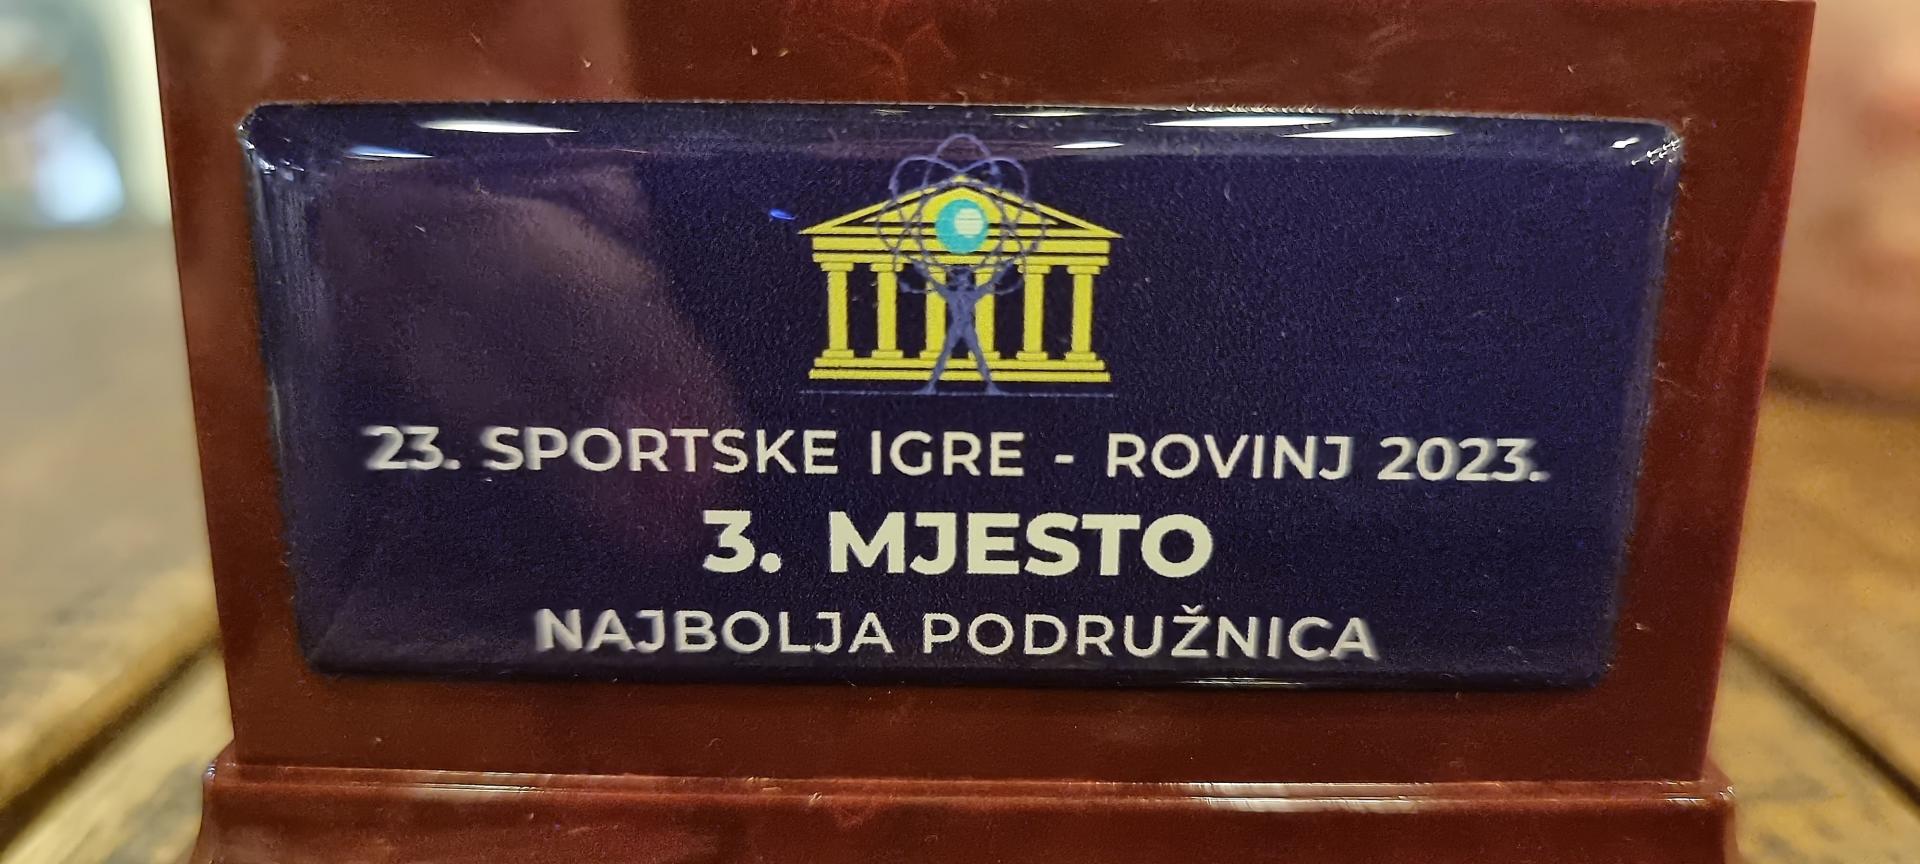 23. SPORTSKE IGRE - ROVINJ 2023.
3. MJESTO
NAJBOLJA PODRUŽNICA